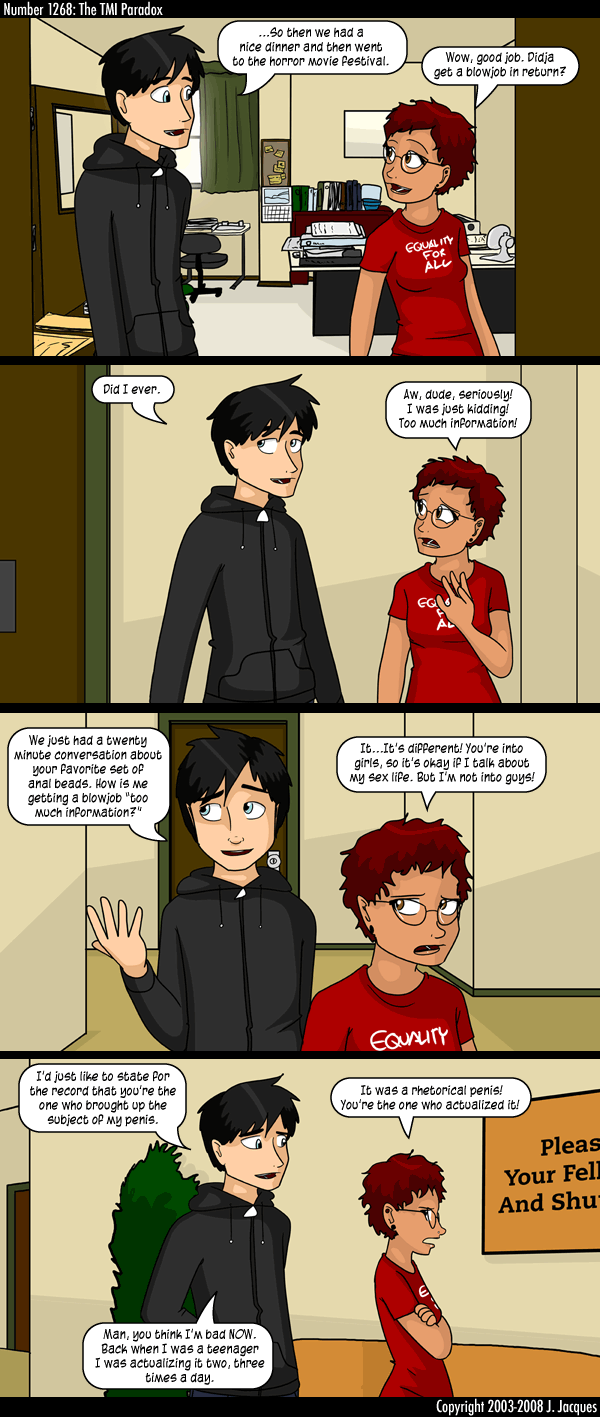 Number 1268: The TMI Paradox
...So then we had a
nice dinner and then went
to the horror movie festival.
Wow, good job. Didja
get a blowjob in return?
EQUALITY
FOR
ALL
Did I ever.
Aw, dude, seriously!
I was just kidding!
Too much information!
We just had a twenty
minute conversation about
your favorite set of
anal beads. How is me
getting a blowjob "too
much information?"
It...It's different! You're into
girls, so it's okay if I talk about
my sex life. But I'm not into guys!
EQUALITY
I'd just like to state for
the record that you're the
one who brought up the
subject of my penis.
It was a rhetorical penis!
You're the one who actualized it!
Pleas
Your Fell
And Shu
Man, you think I'm bad NOW.
Back when I was a teenager
I was actualizing it two, three
times a day.
Copyright 2003-2008 J. Jacques